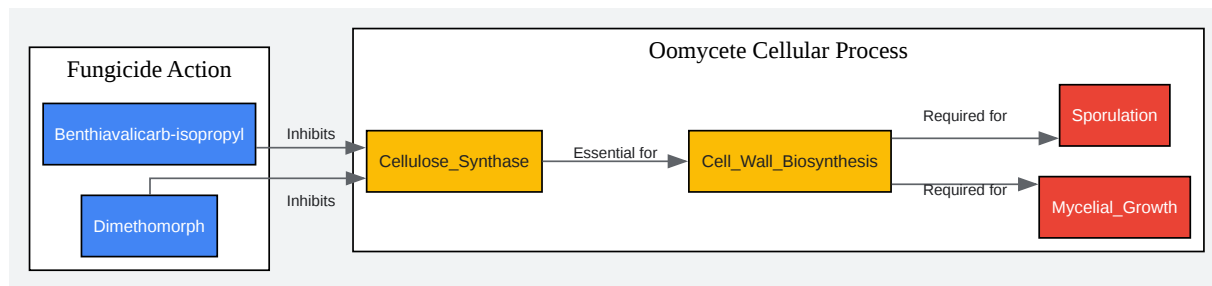 Fungicide Action
Benthiavalicarb-isopropyl
Dimethomorph
Inhibits
Inhibits
Oomycete Cellular Process
Cellulose_Synthase
Essential for
Cell_Wall_Biosynthesis
Required for
Required for
Sporulation
Mycelial_Growth